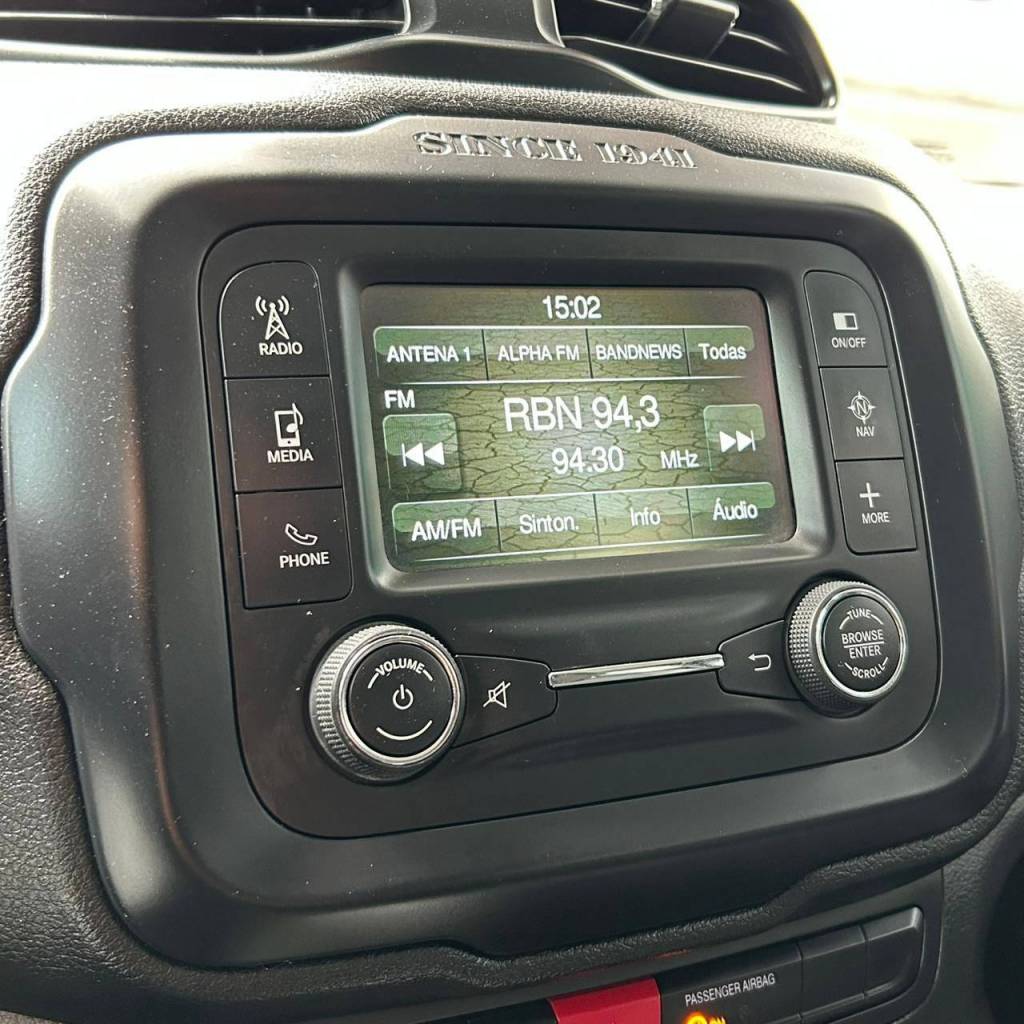 SINCE 1941
15:02
ANTENA 1 ALPHA FM BANDNEWS Todas
FM
RBN 94,3
94.30 MHz
AM/FM Sinton. Info Áudio
RADIO
MEDIA
PHONE
ON/OFF
N
NAV
MORE
VOLUME
TUNE
BROWSE
ENTER
SCROLL
PASSENGER AIRBAG
ON